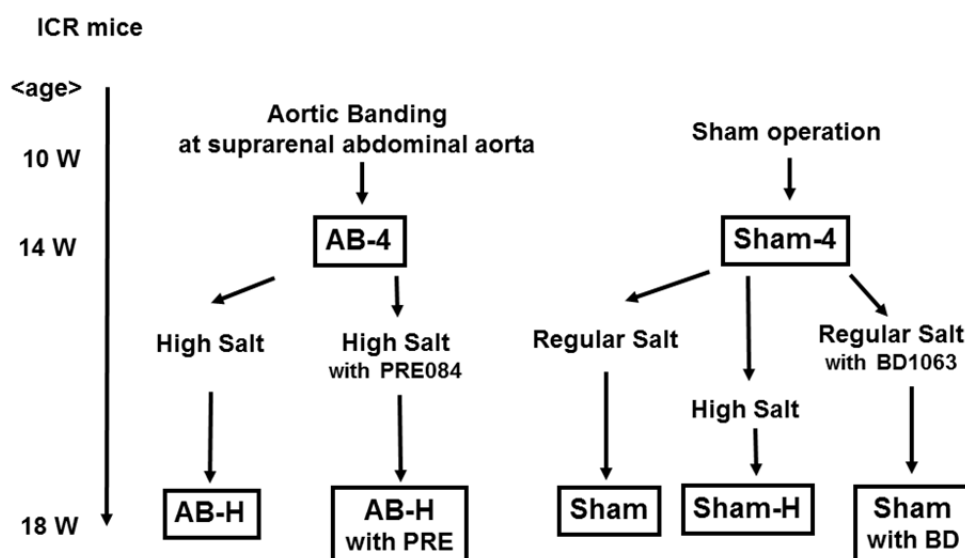 ICR mice
<age>
10 W
14 W
18 W
Aortic Banding
at suprarenal abdominal aorta
AB-4
High Salt
High Salt
with PRE084
AB-H
AB-H
with PRE
Sham operation
Sham-4
Regular Salt
High Salt
Regular Salt
with BD1063
Sham
Sham-H
Sham
with BD